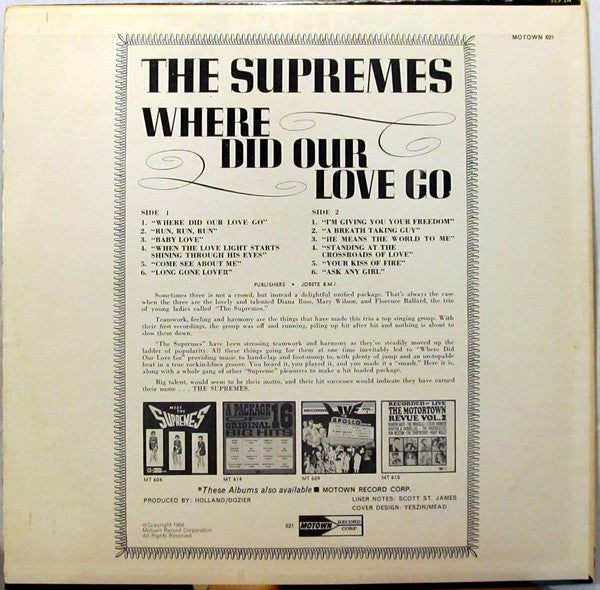 MOTOWN 621
THE SUPREMES
WHERE
DID OUR
LOVE GO
SIDE 1
1. "WHERE DID OUR LOVE GO"
2. "RUN, RUN, RUN"
3. "BABY LOVE"
4. "WHEN THE LOVE LIGHT STARTS
SHINING THROUGH HIS EYES"
5. "COME SEE ABOUT ME"
6. "LONG GONE LOVER"
SIDE 2
1. "I'M GIVING YOU YOUR FREEDOM"
2. "A BREATH TAKING GUY"
3. "HE MEANS THE WORLD TO ME"
4. "STANDING AT THE
CROSSROADS OF LOVE"
5. "YOUR KISS OF FIRE"
6. "ASK ANY GIRL"
PUBLISHERS • JOBETE B.M.I.
Sometimes three is not a crowd, but instead a delightful unified package. That's always the case
when the three are the lovely and talented Diana Ross, Mary Wilson, and Florence Ballard, the trio
of young ladies called "The Supremes."
Teamwork, feeling and harmony are the things that have made this trio a top singing group. With
their first recording, the group was off and running, piling up hit after hit and nothing is about to
slow them down.
"The Supremes" have been stressing teamwork and harmony as they've steadily moved up the
ladder of popularity. All these things going for them at one time inevitably led to "Where Did
Our Love Go" providing music to hand-clap and foot-stomp to, with plenty of jump and an un-topable
beat in a true rockin-blues groove. You heard it, you played it, and you made it a "smash." Here it is,
along with a whole gang of other "Supreme" pleasures to make a hit loaded package.
Big talent, would seem to be their motto, and their hit successes would indicate they have earned
their name . . . THE SUPREMES.
MEET
THE
SUPREMES
A PACKAGE
16
ORIGINAL
BIG HITS
LIVE
APOLLO
RECORDED LIVE
THE MOTORTOWN
REVUE VOL. 2
MT 606
MT 614
MT 609
MT 615
*These Albums also available ■ MOTOWN RECORD CORP.
PRODUCED BY: HOLLAND/DOZIER
LINER NOTES: SCOTT ST. JAMES
COVER DESIGN: YESZIN/MEAD
©Copyright 1964
Motown Record Corporation
All Rights Reserved
621
MOTOWN
RECORD
CORP.